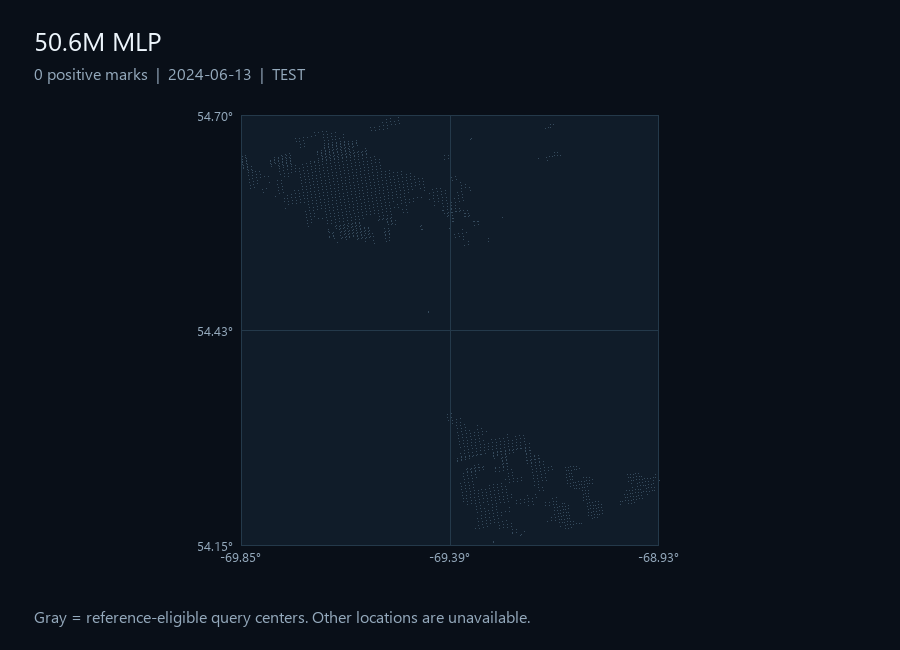 50.6M MLP
0 positive marks | 2024-06-13 | TEST
54.70°
54.43°
54.15°
-69.85°
-69.39°
-68.93°
Gray = reference-eligible query centers. Other locations are unavailable.